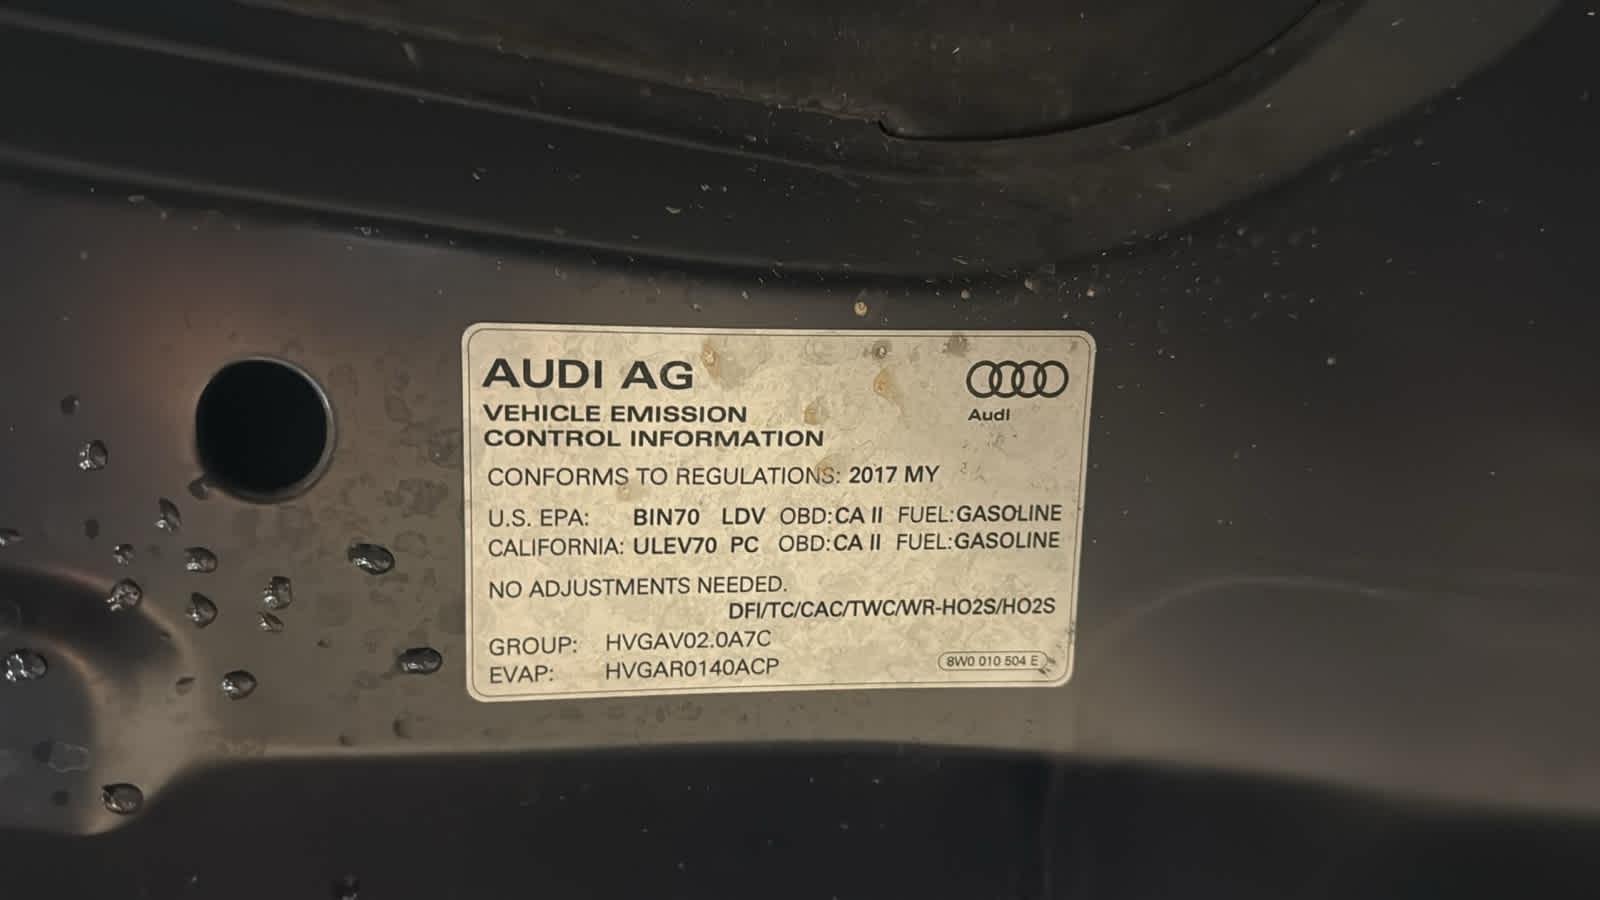 AUDI AG
Audi
VEHICLE EMISSION
CONTROL INFORMATION
CONFORMS TO REGULATIONS: 2017 MY
U.S. EPA: BIN70 LDV OBD:CA II FUEL:GASOLINE
CALIFORNIA: ULEV70 PC OBD:CA II FUEL:GASOLINE
NO ADJUSTMENTS NEEDED.
DFI/TC/CAC/TWC/WR-HO2S/HO2S
GROUP: HVGAV02.0A7C
EVAP: HVGAR0140ACP
8W0 010 504 E